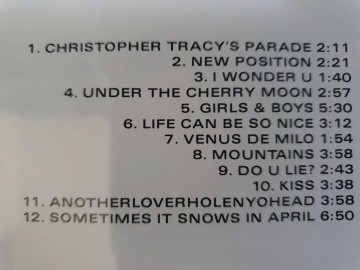 1. CHRISTOPHER TRACY'S PARADE 2:11
2. NEW POSITION 2:21
3. I WONDER U 1:40
4. UNDER THE CHERRY MOON 2:57
5. GIRLS & BOYS 5:30
6. LIFE CAN BE SO NICE 3:12
7. VENUS DE MILO 1:54
8. MOUNTAINS 3:58
9. DO U LIE? 2:43
10. KISS 3:38
11. ANOTHERLOVERHOLENYOHEAD 3:58
12. SOMETIMES IT SNOWS IN APRIL 6:50